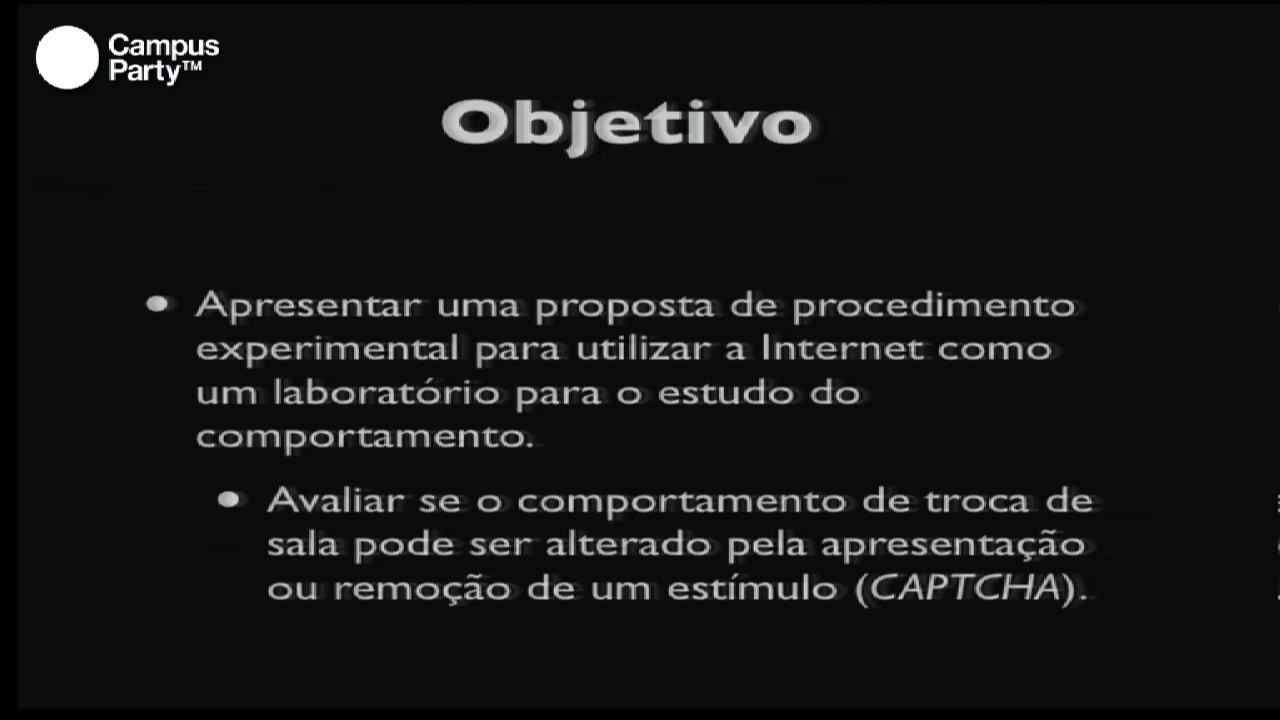 Campus
Party™
Objetivo
• Apresentar uma proposta de procedimento
experimental para utilizar a Internet como
um laboratório para o estudo do
comportamento.
• Avaliar se o comportamento de troca de
sala pode ser alterado pela apresentação
ou remoção de um estímulo (CAPTCHA).